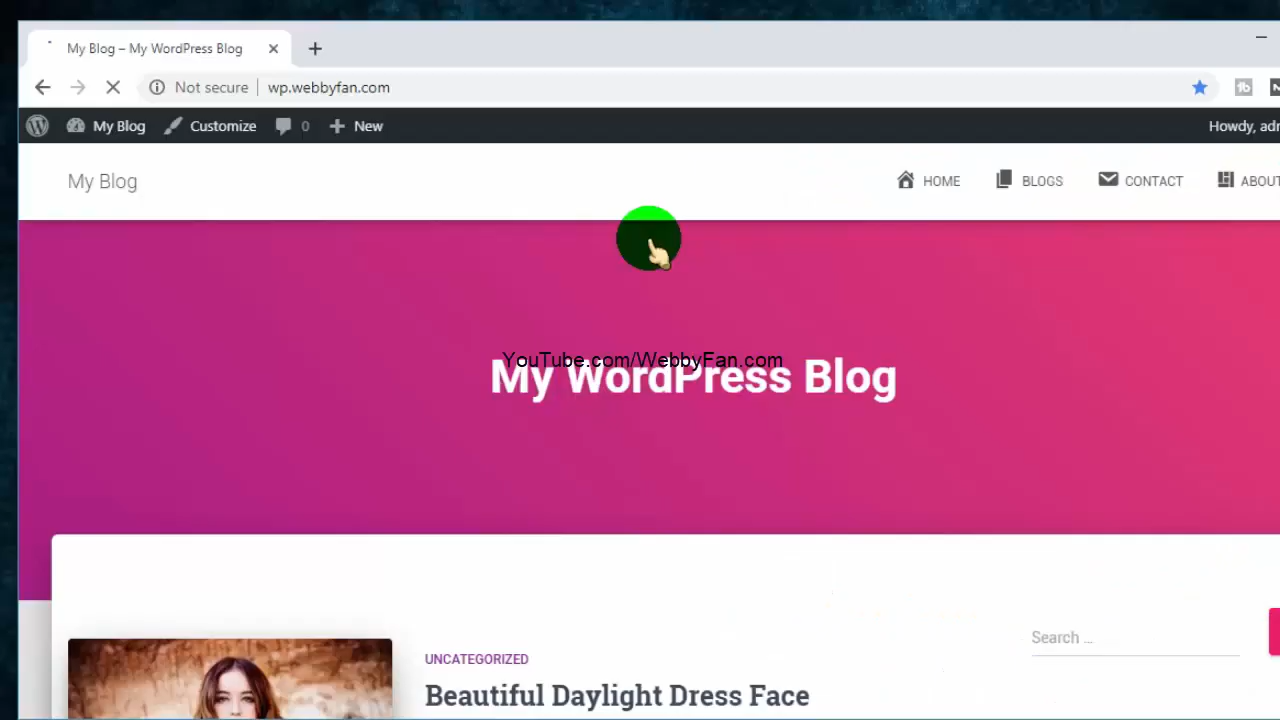 My Blog – My WordPress Blog
Not secure
wp.webbyfan.com
My Blog
Customize
0
New
Howdy, adm
My Blog
HOME
BLOGS
CONTACT
ABOUT
YouTube.com/WebbyFan.com
My WordPress Blog
Search ...
UNCATEGORIZED
Beautiful Daylight Dress Face